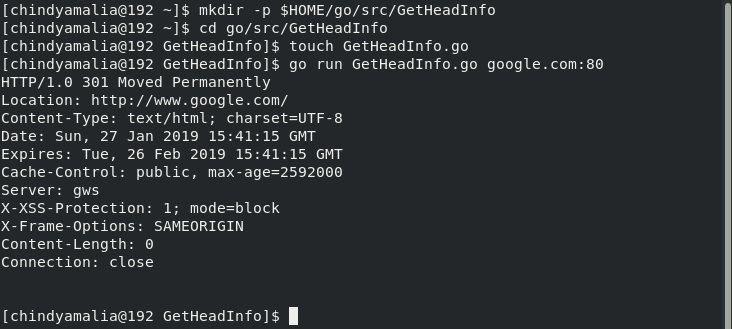 [chindyamalia@192 ~]$ mkdir -p $HOME/go/src/GetHeadInfo
[chindyamalia@192 ~]$ cd go/src/GetHeadInfo
[chindyamalia@192 GetHeadInfo]$ touch GetHeadInfo.go
[chindyamalia@192 GetHeadInfo]$ go run GetHeadInfo.go google.com:80
HTTP/1.0 301 Moved Permanently
Location: http://www.google.com/
Content-Type: text/html; charset=UTF-8
Date: Sun, 27 Jan 2019 15:41:15 GMT
Expires: Tue, 26 Feb 2019 15:41:15 GMT
Cache-Control: public, max-age=2592000
Server: gws
X-XSS-Protection: 1; mode=block
X-Frame-Options: SAMEORIGIN
Content-Length: 0
Connection: close
[chindyamalia@192 GetHeadInfo]$